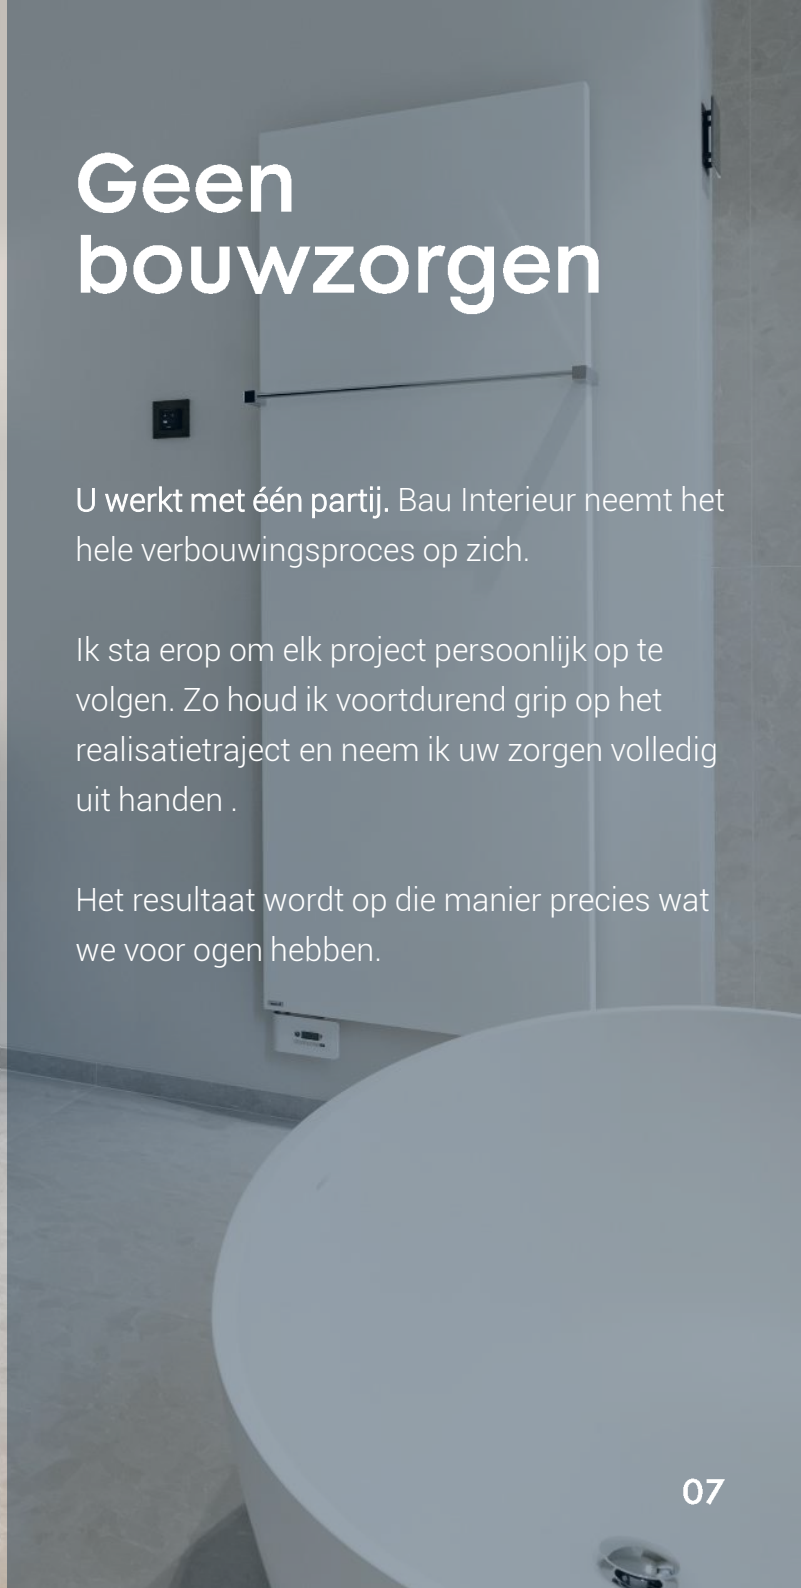 Geen
bouwzorgen
U werkt met één partij. Bau Interieur neemt het
hele verbouwingsproces op zich.
Ik sta erop om elk project persoonlijk op te
volgen. Zo houd ik voortdurend grip op het
realisatietraject en neem ik uw zorgen volledig
uit handen .
Het resultaat wordt op die manier precies wat
we voor ogen hebben.
07